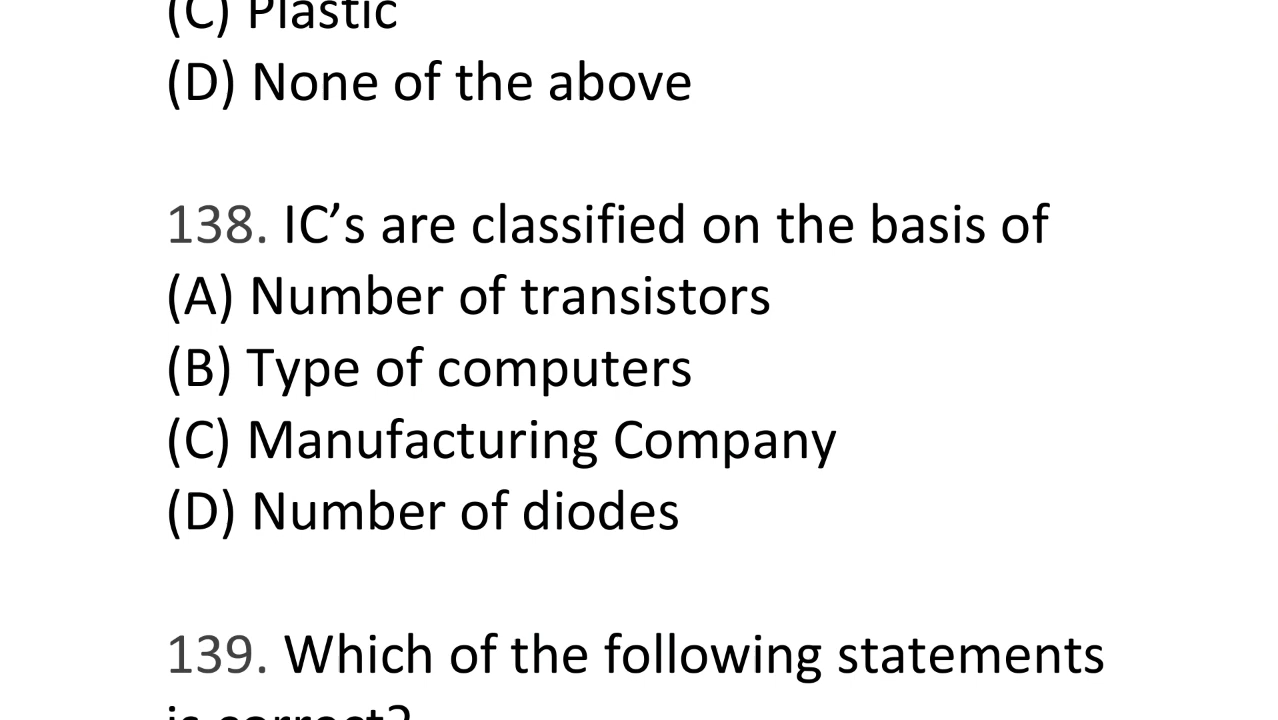 (C) Plastic
(D) None of the above
138. IC’s are classified on the basis of
(A) Number of transistors
(B) Type of computers
(C) Manufacturing Company
(D) Number of diodes
139. Which of the following statements
is correct?